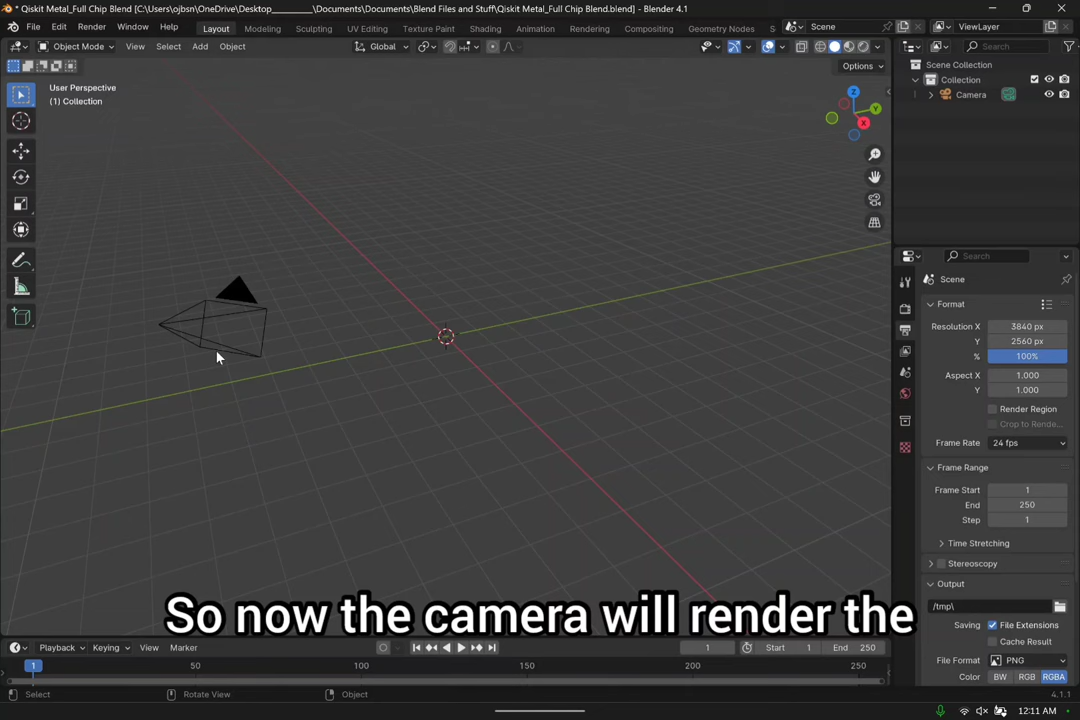 * Qiskit Metal_Full Chip Blend [C:\Users\ojbsn\OneDrive\Desktop_________\Documents\Documents\Blend Files and Stuff\Qiskit Metal_Full Chip Blend.blend] - Blender 4.1
File Edit Render Window Help Layout Modeling Sculpting UV Editing Texture Paint Shading Animation Rendering Compositing Geometry Nodes S Scene ViewLayer
Object Mode View Select Add Object Global Search
Options
User Perspective
(1) Collection
Z
Y
X
Scene Collection
Collection
Camera
Search
Scene
Format
Resolution X 3840 px
Y 2560 px
% 100%
Aspect X 1.000
Y 1.000
Render Region
Crop to Rende...
Frame Rate 24 fps
Frame Range
Frame Start 1
End 250
Step 1
Time Stretching
Stereoscopy
Output
/tmp\
Saving File Extensions
Cache Result
File Format PNG
Color BW RGB RGBA
So now the camera will render the
Playback Keying View Marker 1 Start 1 End 250
1 50 100 150 200 250
Select Rotate View Object 4.1.1
12:11 AM